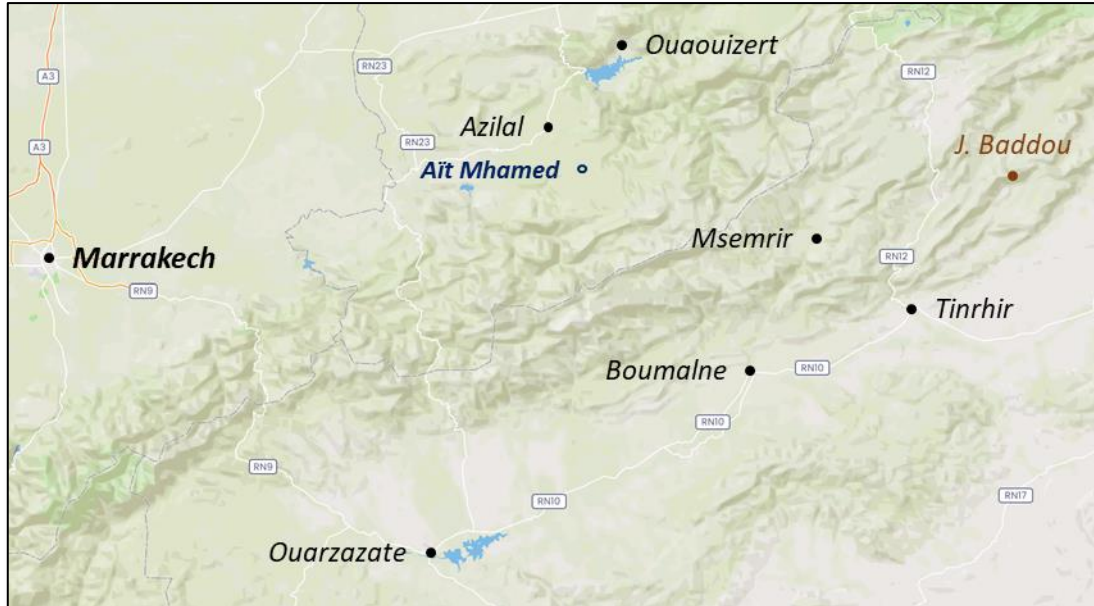 Ouaouizert
RN23
A3
RN12
Azilal
A3
RN23
J. Baddou
Aït Mhamed
Msemrir
Marrakech
RN12
RN9
Tinrhir
Boumalne
RN10
RN10
RN9
RN10
RN17
Ouarzazate